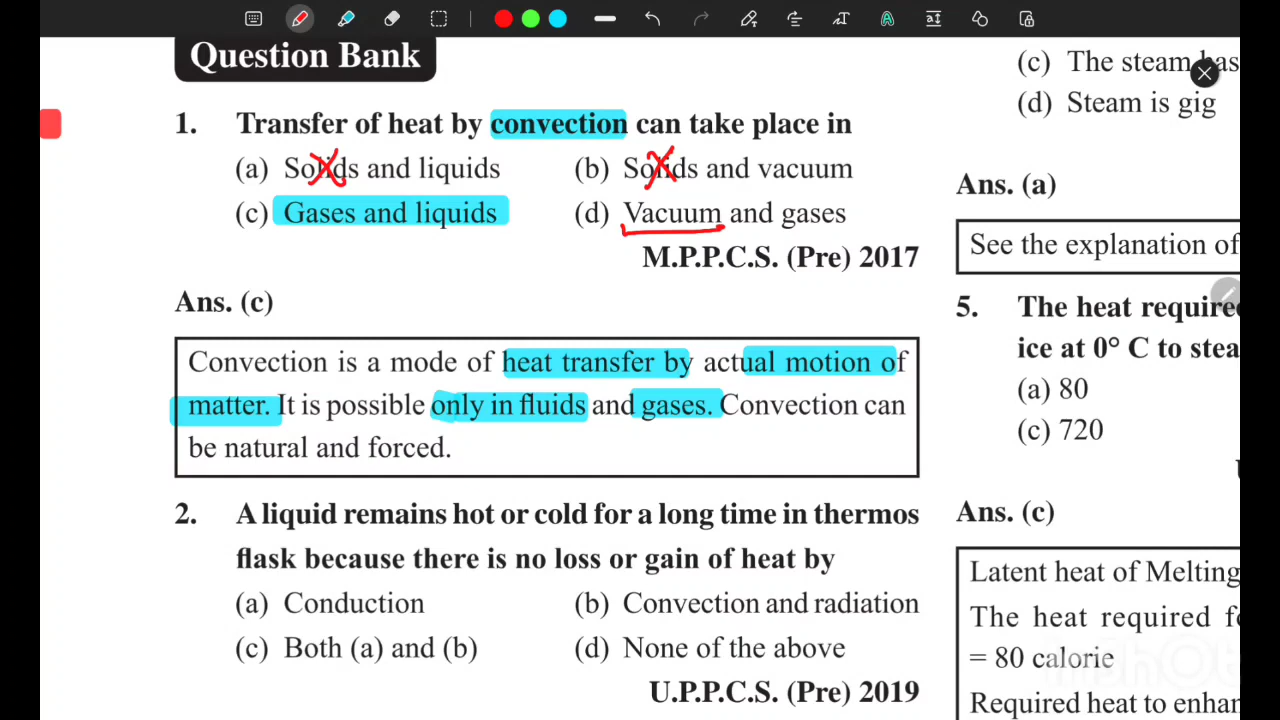 Question Bank
1. Transfer of heat by convection can take place in
(a) Solids and liquids (b) Solids and vacuum
(c) Gases and liquids (d) Vacuum and gases
M.P.P.C.S. (Pre) 2017
Ans. (c)
Convection is a mode of heat transfer by actual motion of
matter. It is possible only in fluids and gases. Convection can
be natural and forced.
2. A liquid remains hot or cold for a long time in thermos
flask because there is no loss or gain of heat by
(a) Conduction (b) Convection and radiation
(c) Both (a) and (b) (d) None of the above
U.P.P.C.S. (Pre) 2019
(c) The steam has
(d) Steam is gig
Ans. (a)
See the explanation of
5. The heat require
ice at 0° C to stea
(a) 80
(c) 720
Ans. (c)
Latent heat of Melting
The heat required fo
= 80 calorie
Required heat to enhan